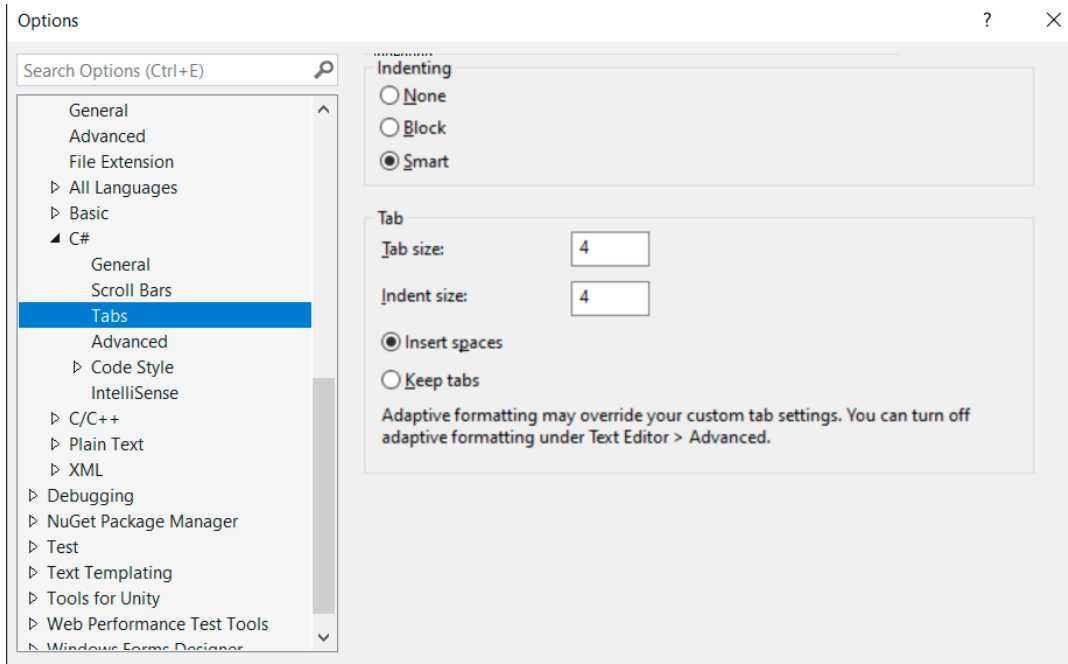 Options
?
Search Options (Ctrl+E)
General
Advanced
File Extension
All Languages
Basic
C#
General
Scroll Bars
Tabs
Advanced
Code Style
IntelliSense
C/C++
Plain Text
XML
Debugging
NuGet Package Manager
Test
Text Templating
Tools for Unity
Web Performance Test Tools
Windows Forms Designer
Indenting
None
Block
Smart
Tab
Tab size:
4
Indent size:
4
Insert spaces
Keep tabs
Adaptive formatting may override your custom tab settings. You can turn off
adaptive formatting under Text Editor > Advanced.